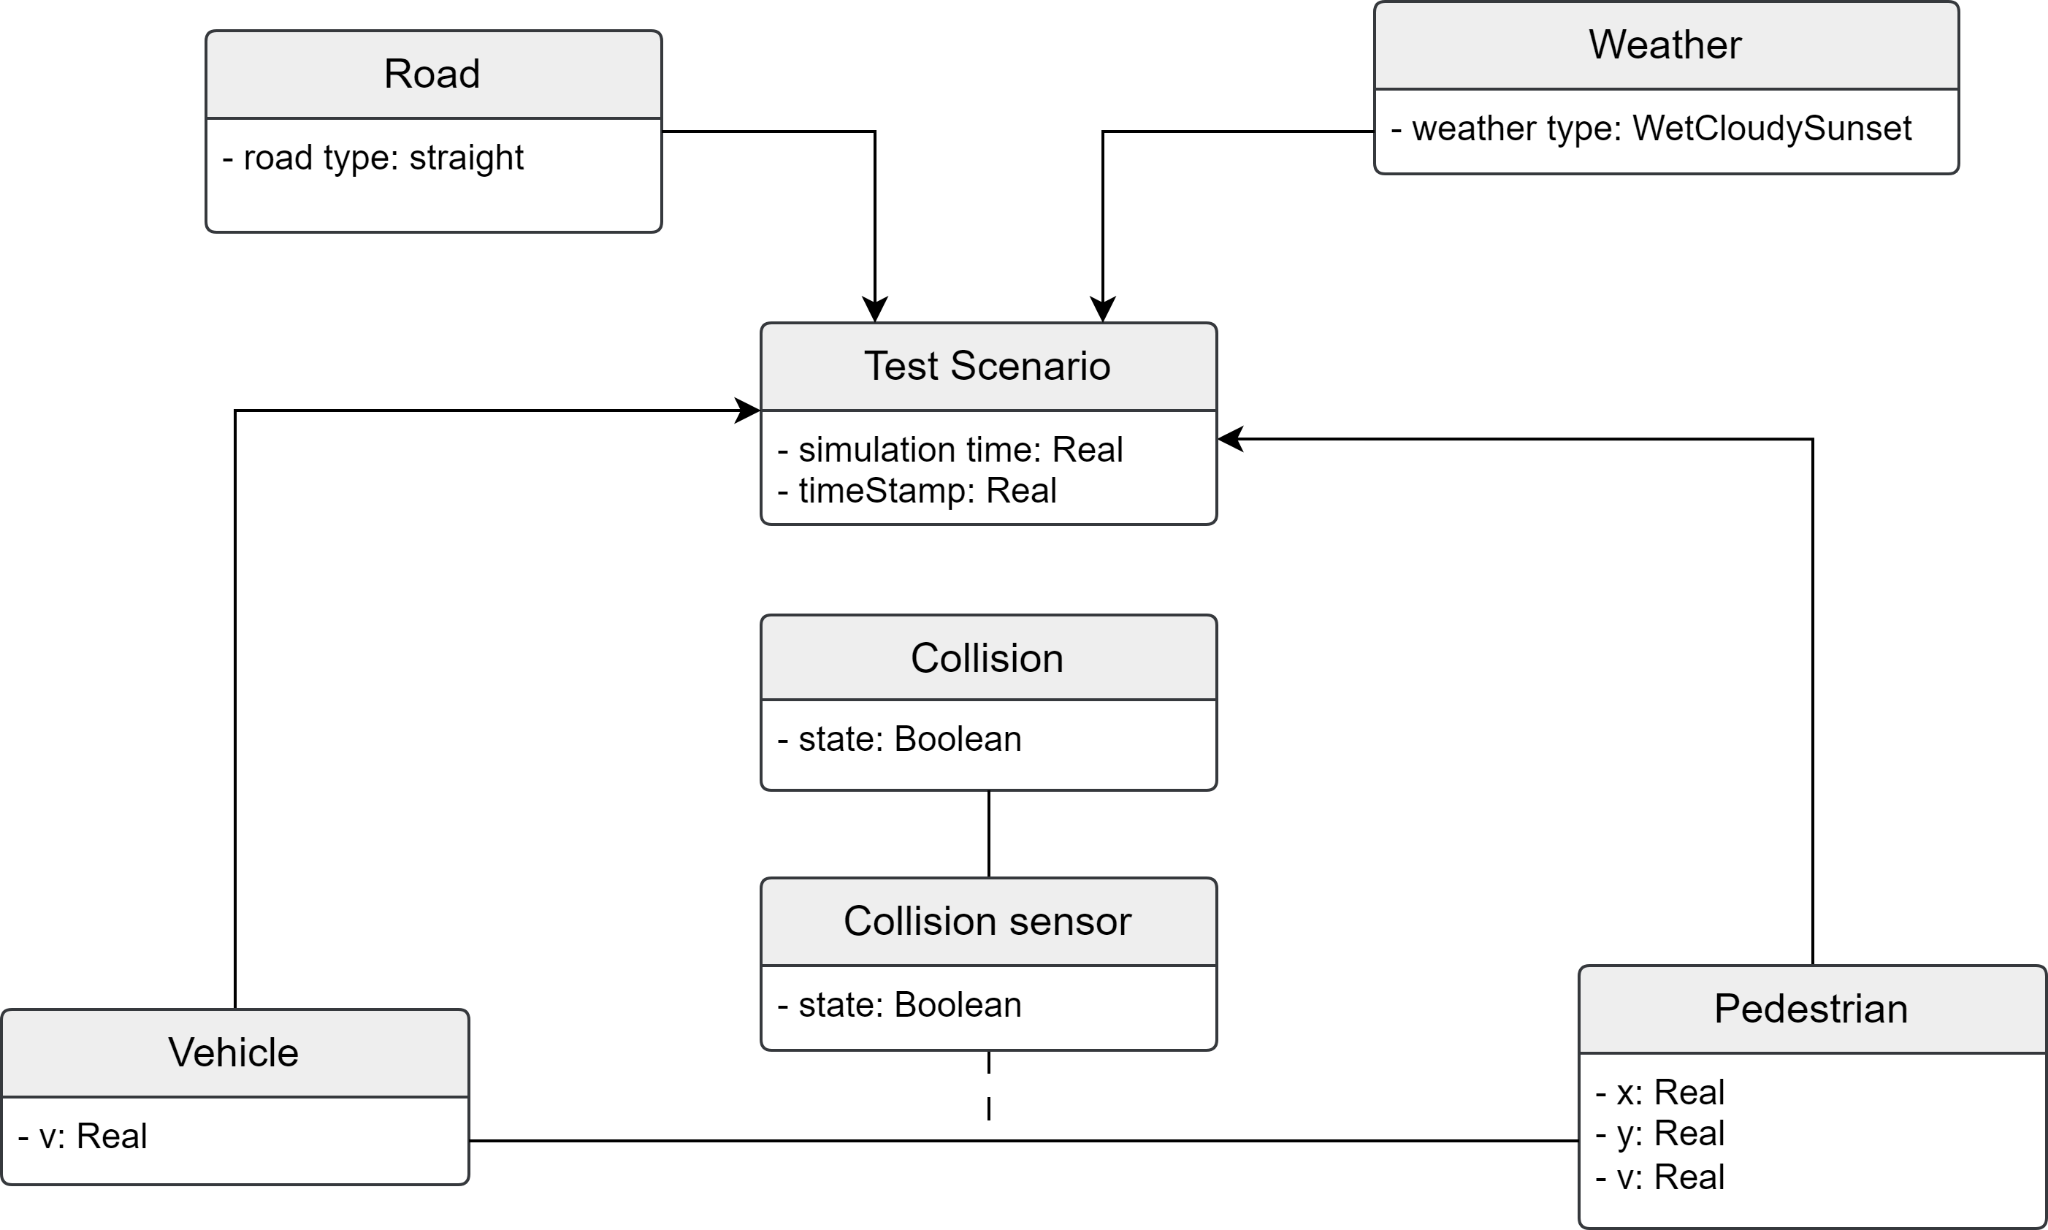 Road
- road type: straight
Weather
- weather type: WetCloudySunset
Test Scenario
- simulation time: Real
- timeStamp: Real
Collision
- state: Boolean
Collision sensor
- state: Boolean
Vehicle
- v: Real
Pedestrian
- x: Real
- y: Real
- v: Real